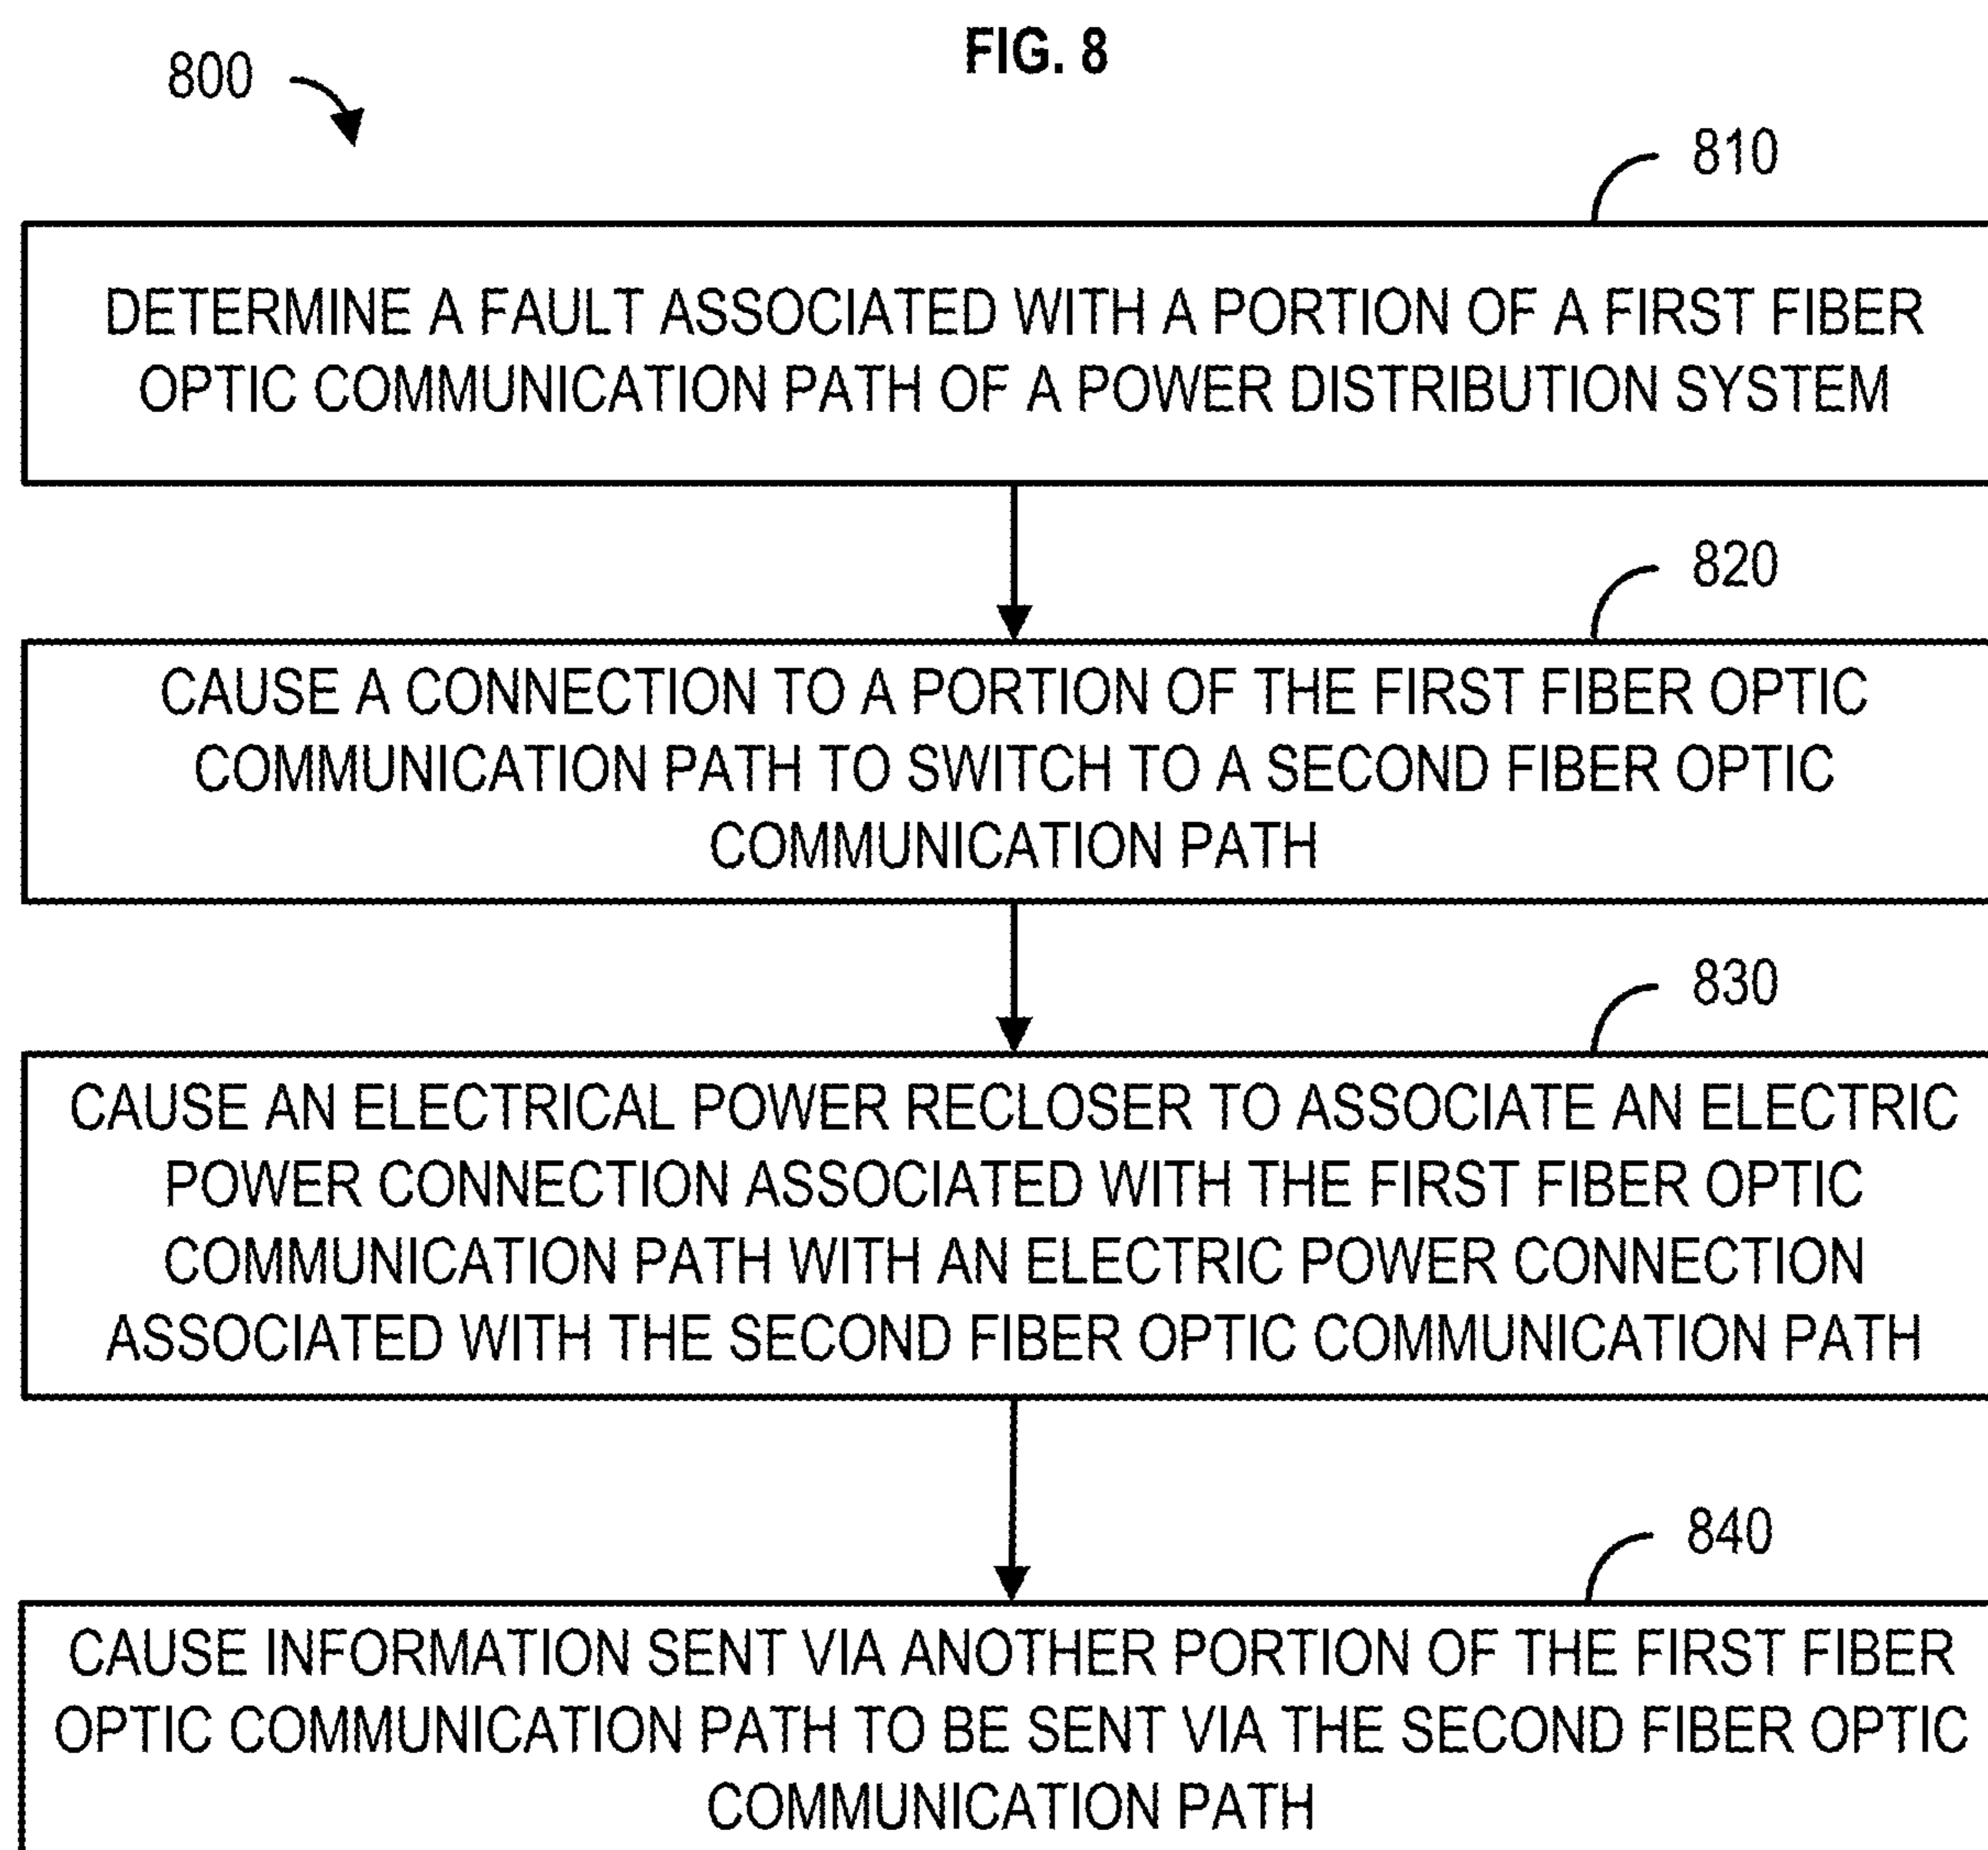 FIG. 8
800
810
DETERMINE A FAULT ASSOCIATED WITH A PORTION OF A FIRST FIBER
OPTIC COMMUNICATION PATH OF A POWER DISTRIBUTION SYSTEM
820
CAUSE A CONNECTION TO A PORTION OF THE FIRST FIBER OPTIC
COMMUNICATION PATH TO SWITCH TO A SECOND FIBER OPTIC
COMMUNICATION PATH
830
CAUSE AN ELECTRICAL POWER RECLOSER TO ASSOCIATE AN ELECTRIC
POWER CONNECTION ASSOCIATED WITH THE FIRST FIBER OPTIC
COMMUNICATION PATH WITH AN ELECTRIC POWER CONNECTION
ASSOCIATED WITH THE SECOND FIBER OPTIC COMMUNICATION PATH
840
CAUSE INFORMATION SENT VIA ANOTHER PORTION OF THE FIRST FIBER
OPTIC COMMUNICATION PATH TO BE SENT VIA THE SECOND FIBER OPTIC
COMMUNICATION PATH